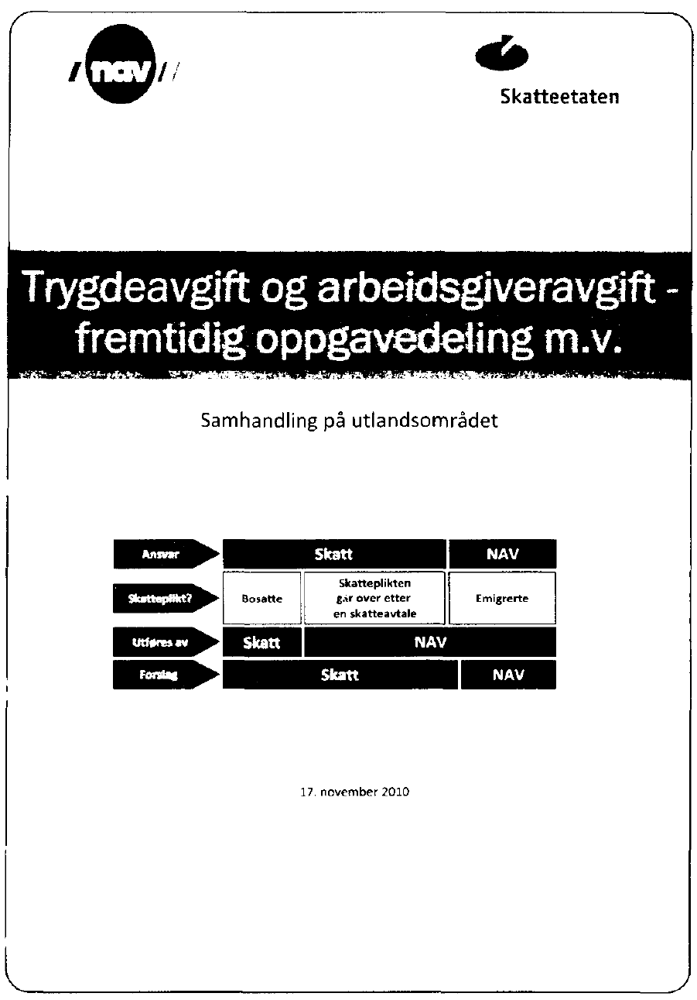 nav
Skatteetaten
Trygdeavgift og arbeidsgiveravgift -
fremtidig oppgavedeling m.v.
Samhandling på utlandsområdet
Ansvar Skatt NAV
Skatteplikt? Bosatte
Skatteplikten
går over etter
en skatteavtale
Emigrerte
Utføres av Skatt NAV
Forslag Skatt NAV
17. november 2010